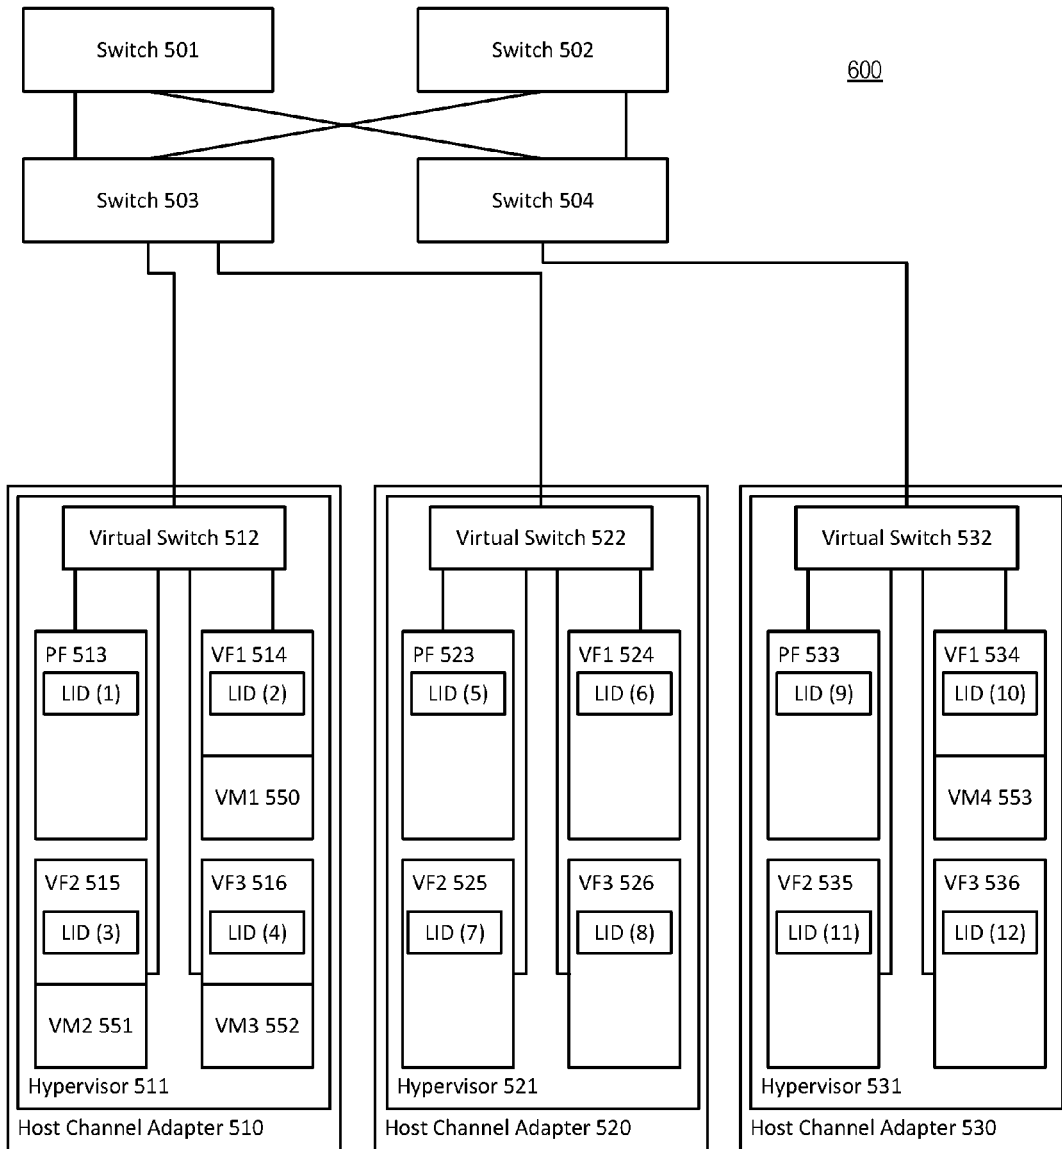 Switch 501
Switch 502
600
Switch 503
Switch 504
Virtual Switch 512
PF 513
LID (1)
VF1 514
LID (2)
VM1 550
VF2 515
LID (3)
VM2 551
VF3 516
LID (4)
VM3 552
Hypervisor 511
Host Channel Adapter 510
Virtual Switch 522
PF 523
LID (5)
VF1 524
LID (6)
VF2 525
LID (7)
VF3 526
LID (8)
Hypervisor 521
Host Channel Adapter 520
Virtual Switch 532
PF 533
LID (9)
VF1 534
LID (10)
VM4 553
VF2 535
LID (11)
VF3 536
LID (12)
Hypervisor 531
Host Channel Adapter 530